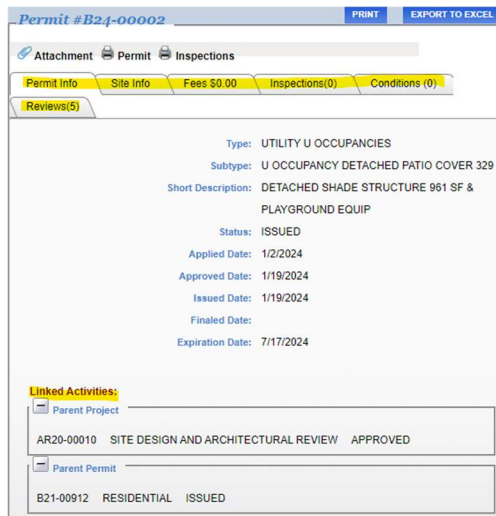 Permit #B24-00002
PRINT EXPORT TO EXCEL
Attachment Permit Inspections
Permit Info Site Info Fees $0.00 Inspections(0) Conditions (0)
Reviews(5)
Type: UTILITY U OCCUPANCIES
Subtype: U OCCUPANCY DETACHED PATIO COVER 329
Short Description: DETACHED SHADE STRUCTURE 961 SF &
PLAYGROUND EQUIP
Status: ISSUED
Applied Date: 1/2/2024
Approved Date: 1/19/2024
Issued Date: 1/19/2024
Finaled Date:
Expiration Date: 7/17/2024
Linked Activities:
Parent Project
AR20-00010 SITE DESIGN AND ARCHITECTURAL REVIEW APPROVED
Parent Permit
B21-00912 RESIDENTIAL ISSUED